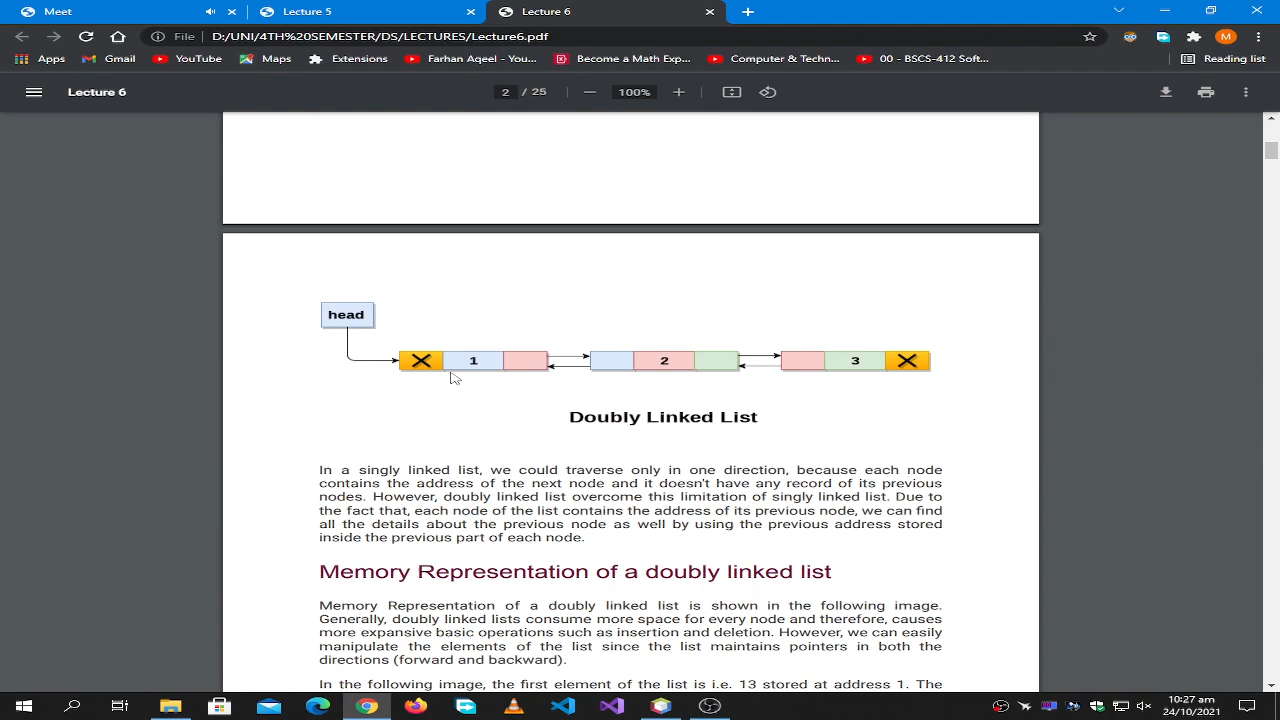 Meet
Lecture 5
Lecture 6
File D:/UNI/4TH%20SEMESTER/DS/LECTURES/Lecture6.pdf
M
Apps Gmail YouTube Maps Extensions Farhan Aqeel - You... Become a Math Exp... Computer & Techn... 00 - BSCS-412 Soft... Reading list
Lecture 6 2 / 25 100%
head
1 2 3
Doubly Linked List
In a singly linked list, we could traverse only in one direction, because each node
contains the address of the next node and it doesn't have any record of its previous
nodes. However, doubly linked list overcome this limitation of singly linked list. Due to
the fact that, each node of the list contains the address of its previous node, we can find
all the details about the previous node as well by using the previous address stored
inside the previous part of each node.
Memory Representation of a doubly linked list
Memory Representation of a doubly linked list is shown in the following image.
Generally, doubly linked lists consume more space for every node and therefore, causes
more expansive basic operations such as insertion and deletion. However, we can easily
manipulate the elements of the list since the list maintains pointers in both the
directions (forward and backward).
In the following image, the first element of the list is i.e. 13 stored at address 1. The
10:27 am
24/10/2021